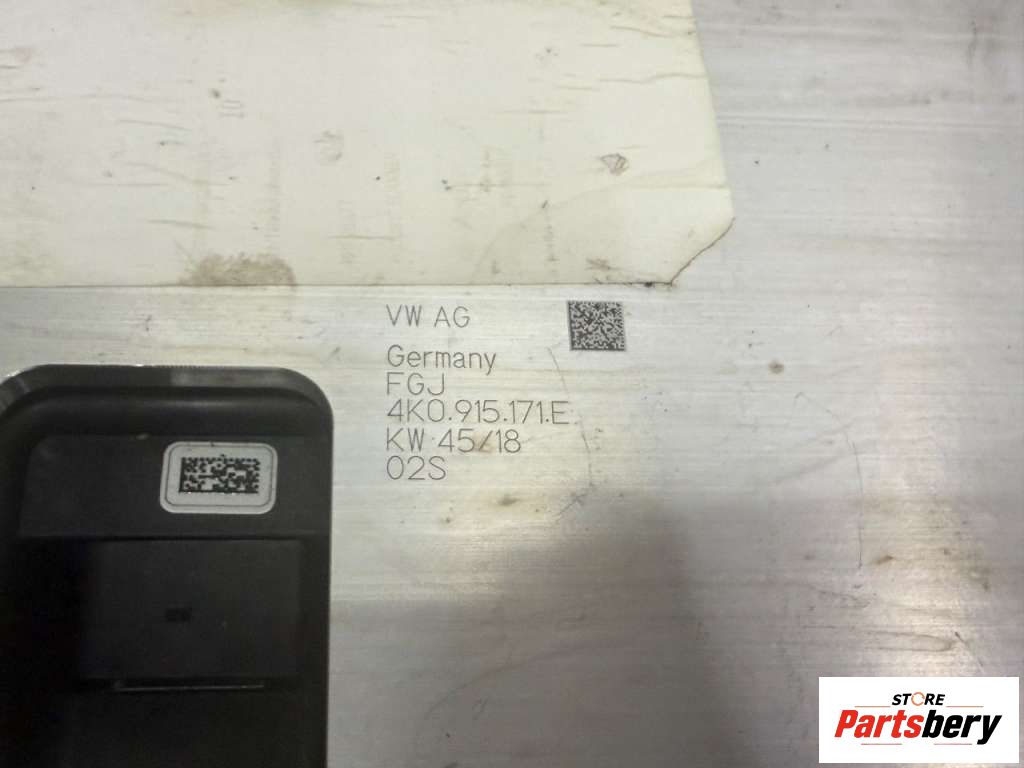 VW AG
Germany
FGJ
4K0.915.171.E
KW 45/18
02S
STORE
Partsbery